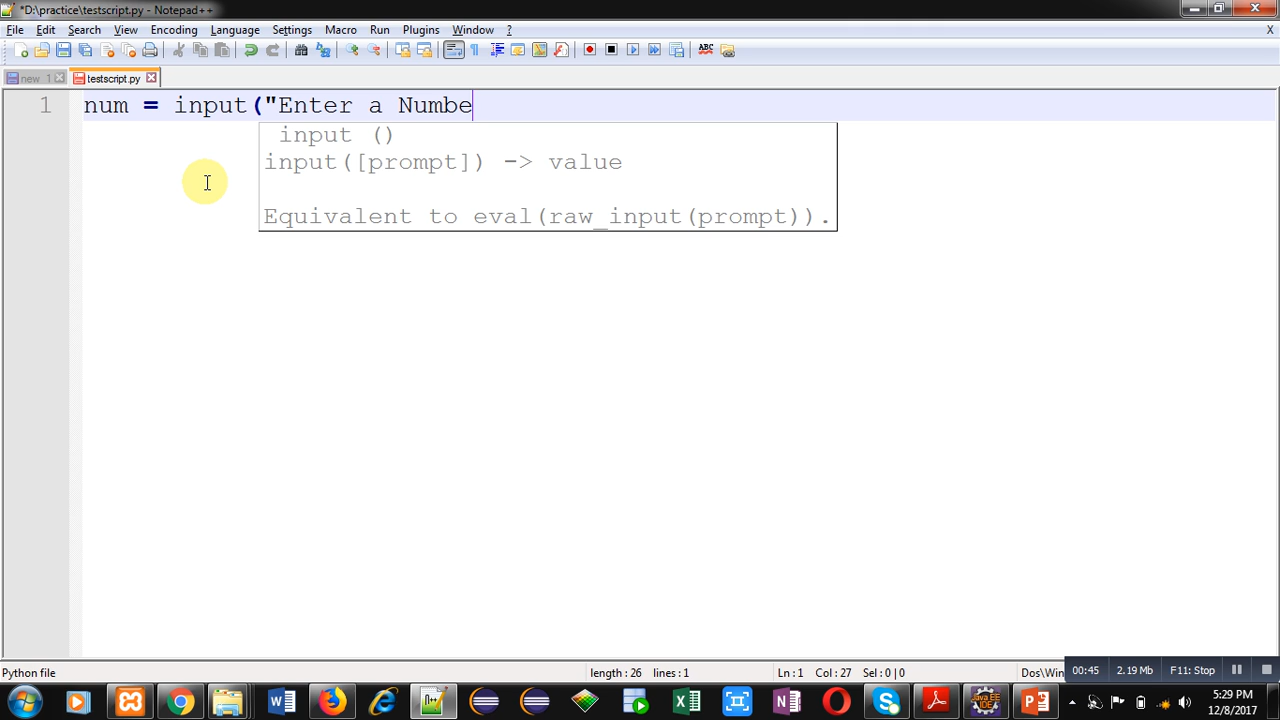 *D:\practice\testscript.py - Notepad++
File Edit Search View Encoding Language Settings Macro Run Plugins Window ? X
new 1 testscript.py
1 num = input("Enter a Numbe
input ()
input([prompt]) -> value
Equivalent to eval(raw_input(prompt)).
Python file length : 26 lines : 1 Ln : 1 Col : 27 Sel : 0 | 0 Dos\Win 00:45 2.19 Mb F11: Stop
5:29 PM
12/8/2017